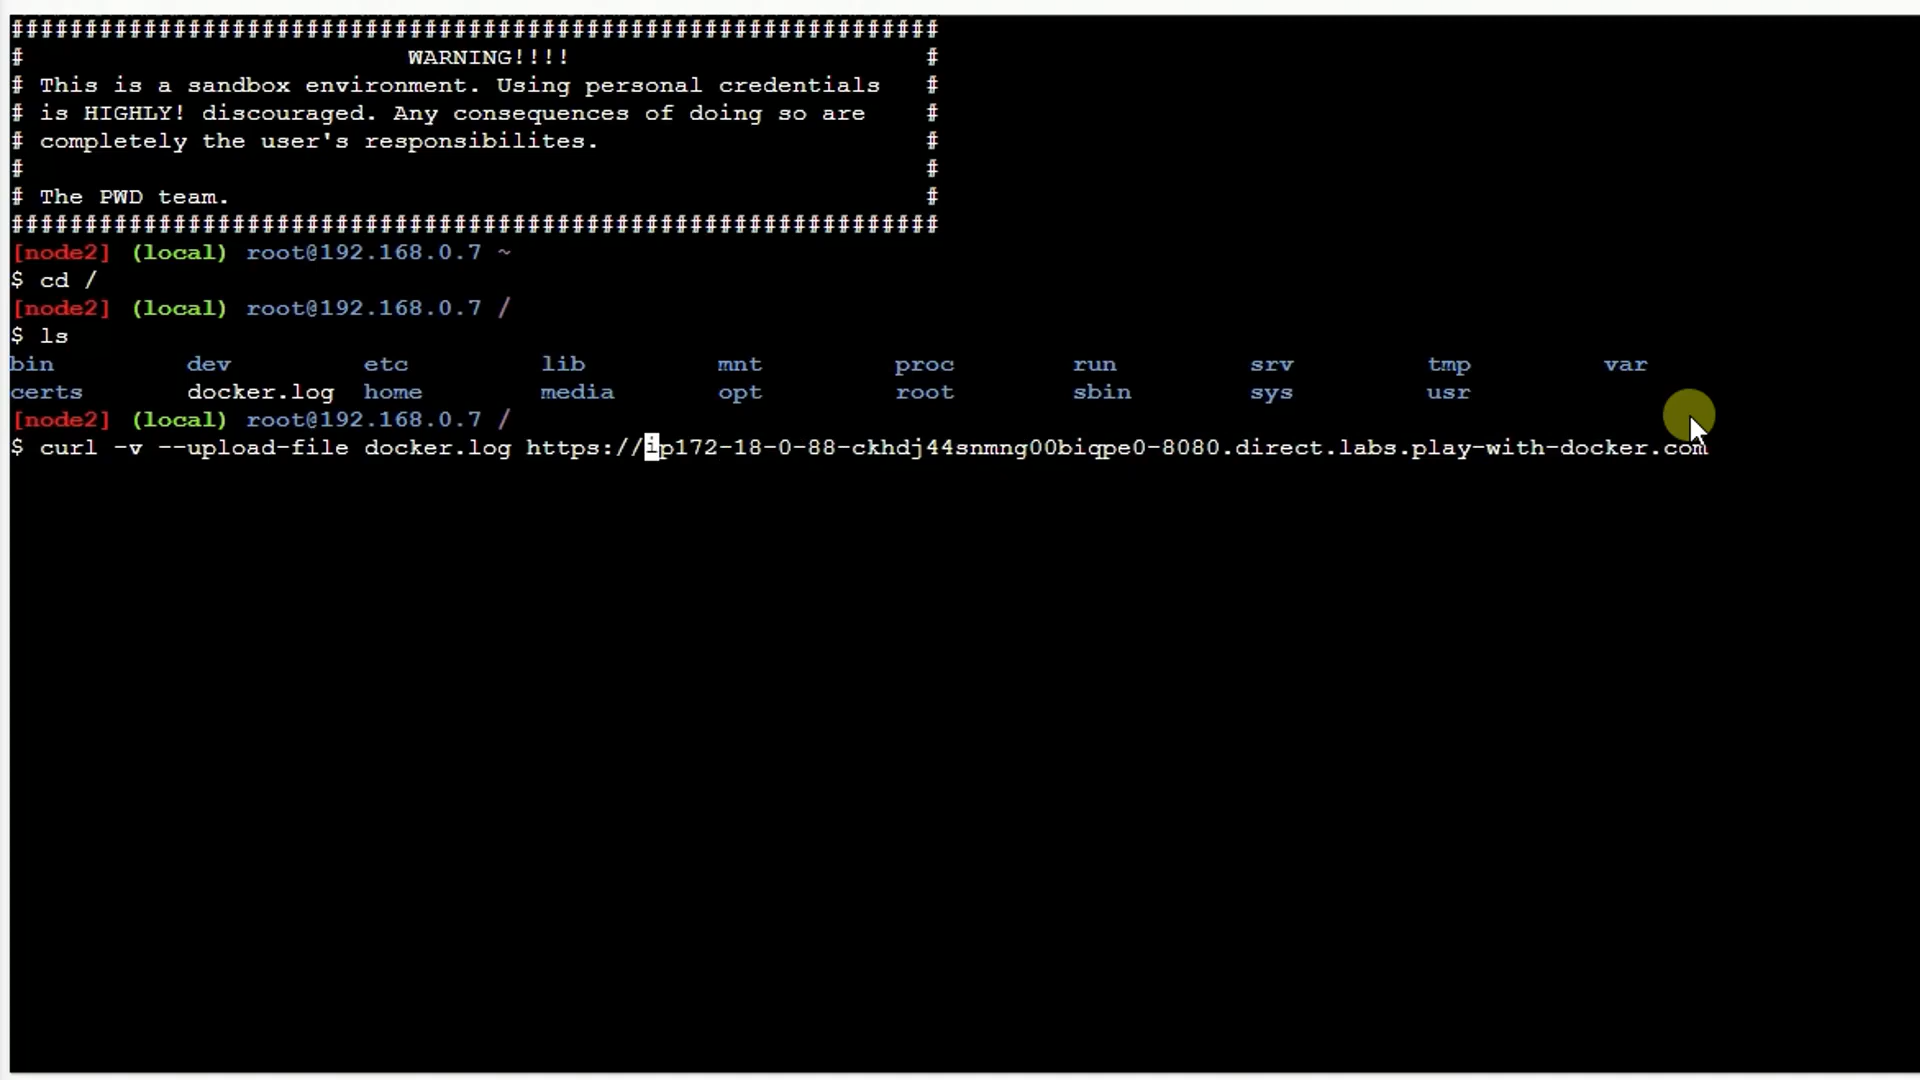 ###############################################################
# WARNING!!!! #
# This is a sandbox environment. Using personal credentials #
# is HIGHLY! discouraged. Any consequences of doing so are #
# completely the user's responsibilites. #
# #
# The PWD team. #
###############################################################
[node2] (local) root@192.168.0.7 ~
$ cd /
[node2] (local) root@192.168.0.7 /
$ ls
bin dev etc lib mnt proc run srv tmp var
certs docker.log home media opt root sbin sys usr
[node2] (local) root@192.168.0.7 /
$ curl -v --upload-file docker.log https://ip172-18-0-88-ckhdj44snmng00biqpe0-8080.direct.labs.play-with-docker.com